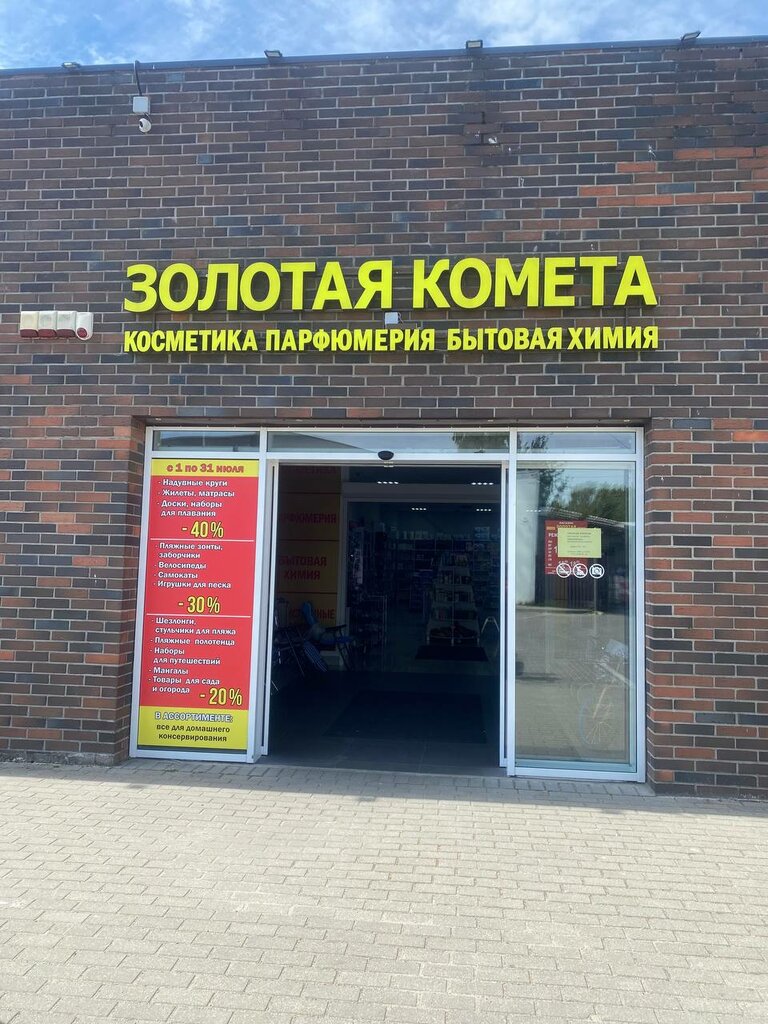 ЗОЛОТАЯ КОМЕТА
КОСМЕТИКА ПАРФЮМЕРИЯ БЫТОВАЯ ХИМИЯ
с 1 по 31 июля
- Надувные круги
- Жилеты, матрасы
- Доски, наборы
для плавания
- 40%
- Пляжные зонты,
заборчики
- Велосипеды
- Самокаты
- Игрушки для песка
- 30%
- Шезлонги,
стульчики для пляжа
- Пляжные полотенца
- Наборы
для путешествий
- Мангалы
- Товары для сада
и огорода - 20%
В АССОРТИМЕНТЕ:
все для домашнего
консервирования
БЫТОВАЯ
ХИМИЯ